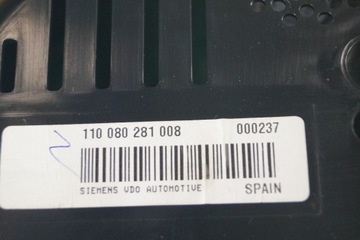 110 080 281 008 000237
SIEMENS VDO AUTOMOTIVE SPAIN